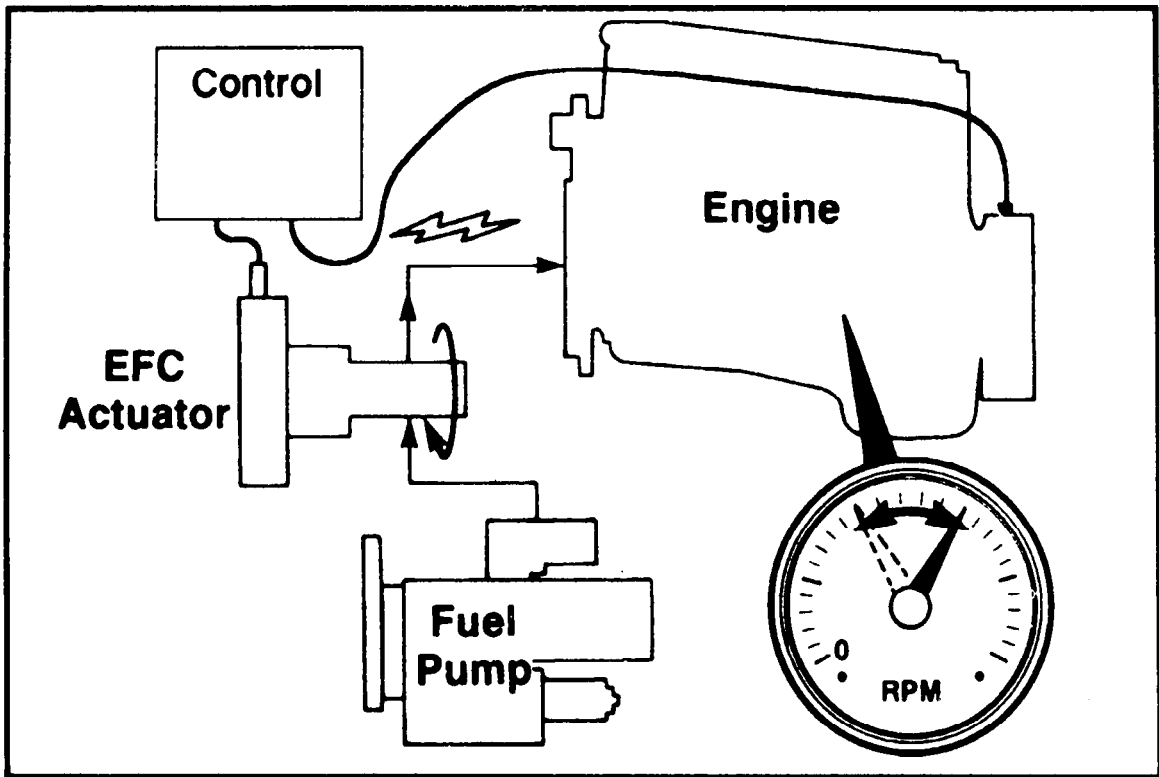 Control
Engine
EFC
Actuator
Fuel
Pump
0
RPM